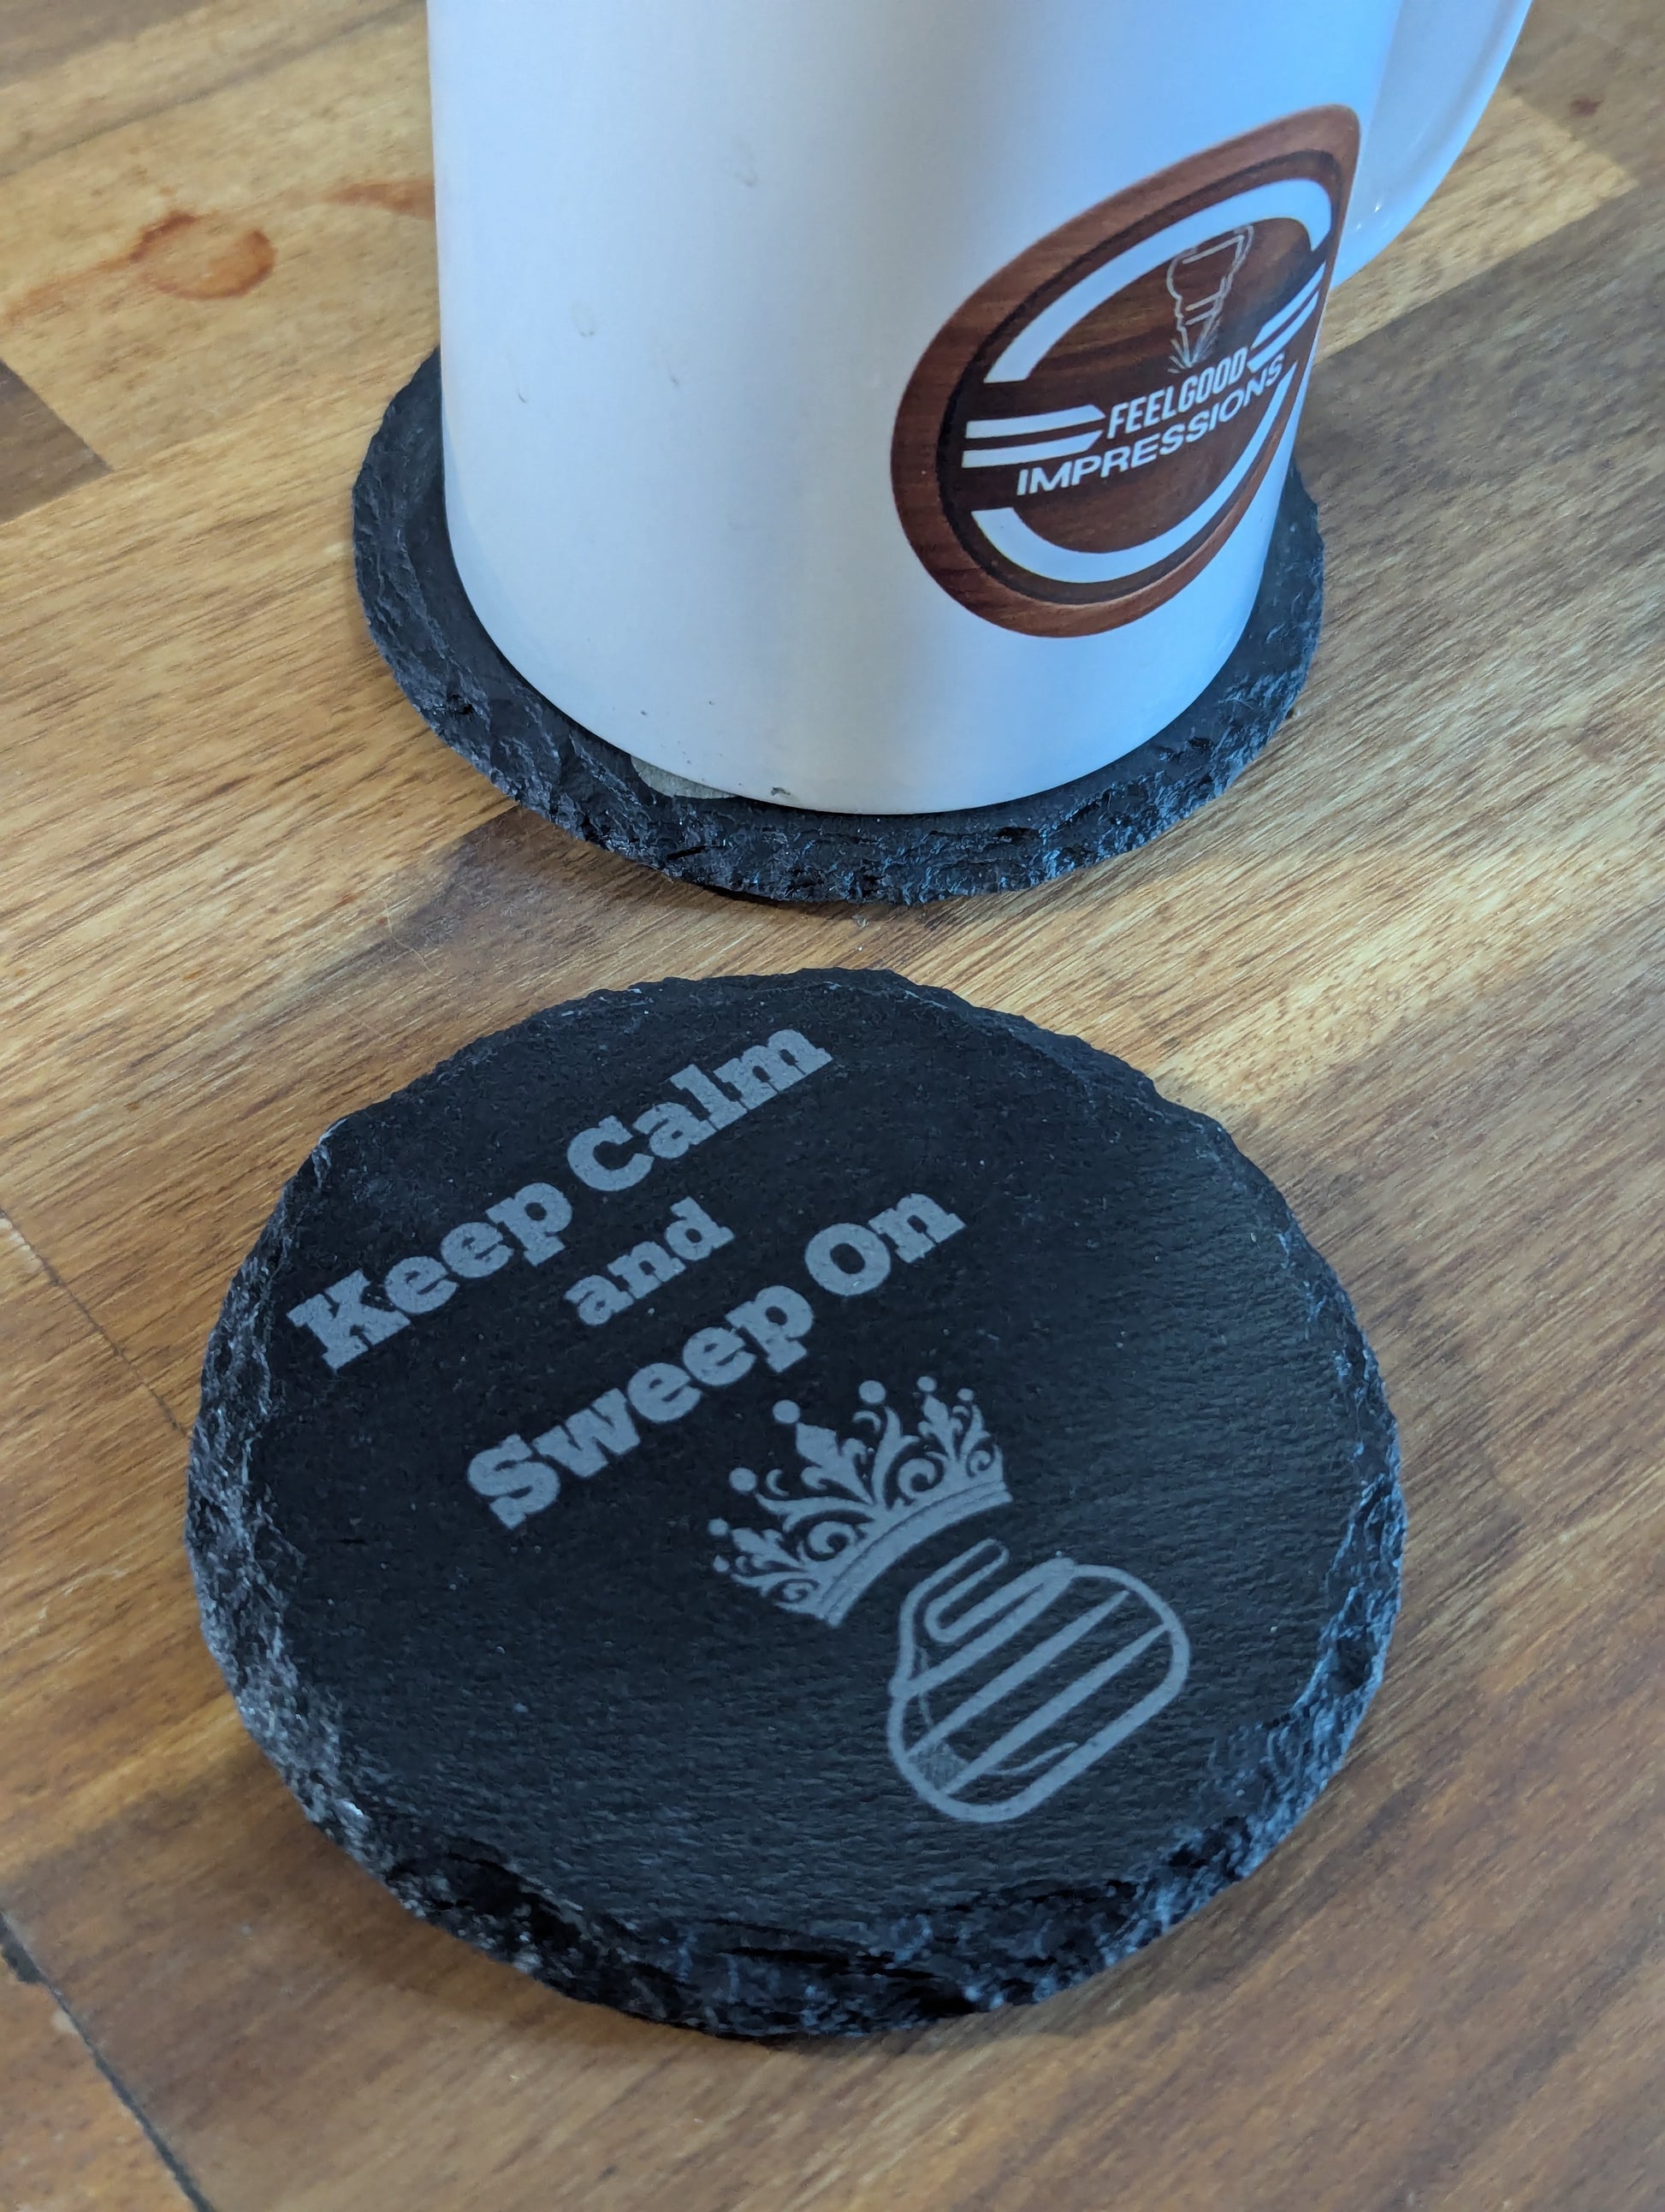 FEELGOOD
IMPRESSIONS
Keep Calm
and
Sweep On